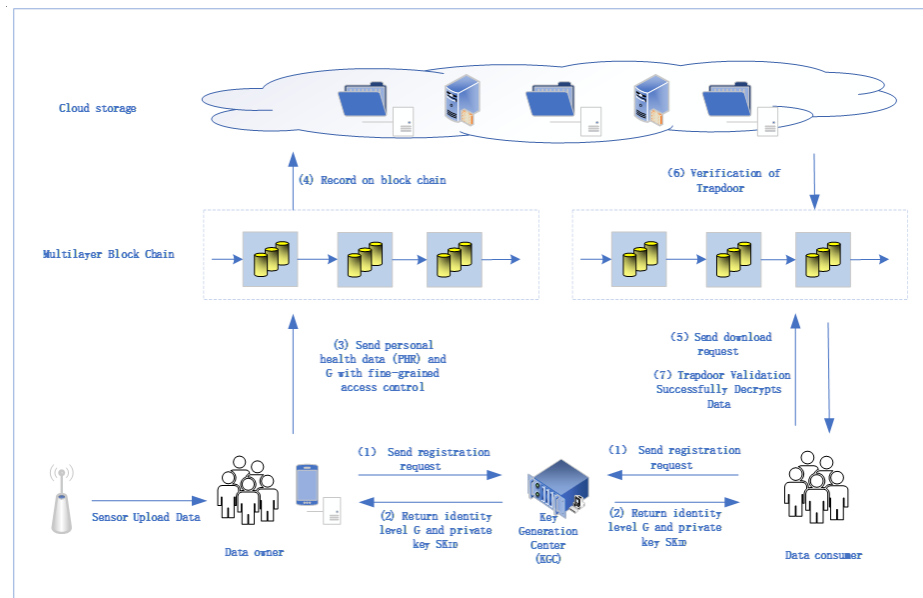 Cloud storage
(4) Record on block chain
(6) Verification of
Trapdoor
Multilayer Block Chain
(3) Send personal
health data (PHR) and
G with fine-grained
access control
(5) Send download
request
(7) Trapdoor Validation
Successfully Decrypts
Data
(1) Send registration
request
(1) Send registration
request
Sensor Upload Data
(2) Return identity
level G and private
key SKID
Key
Generation
Center
(KGC)
(2) Return identity
level G and private
key SKID
Data owner
Data consumer